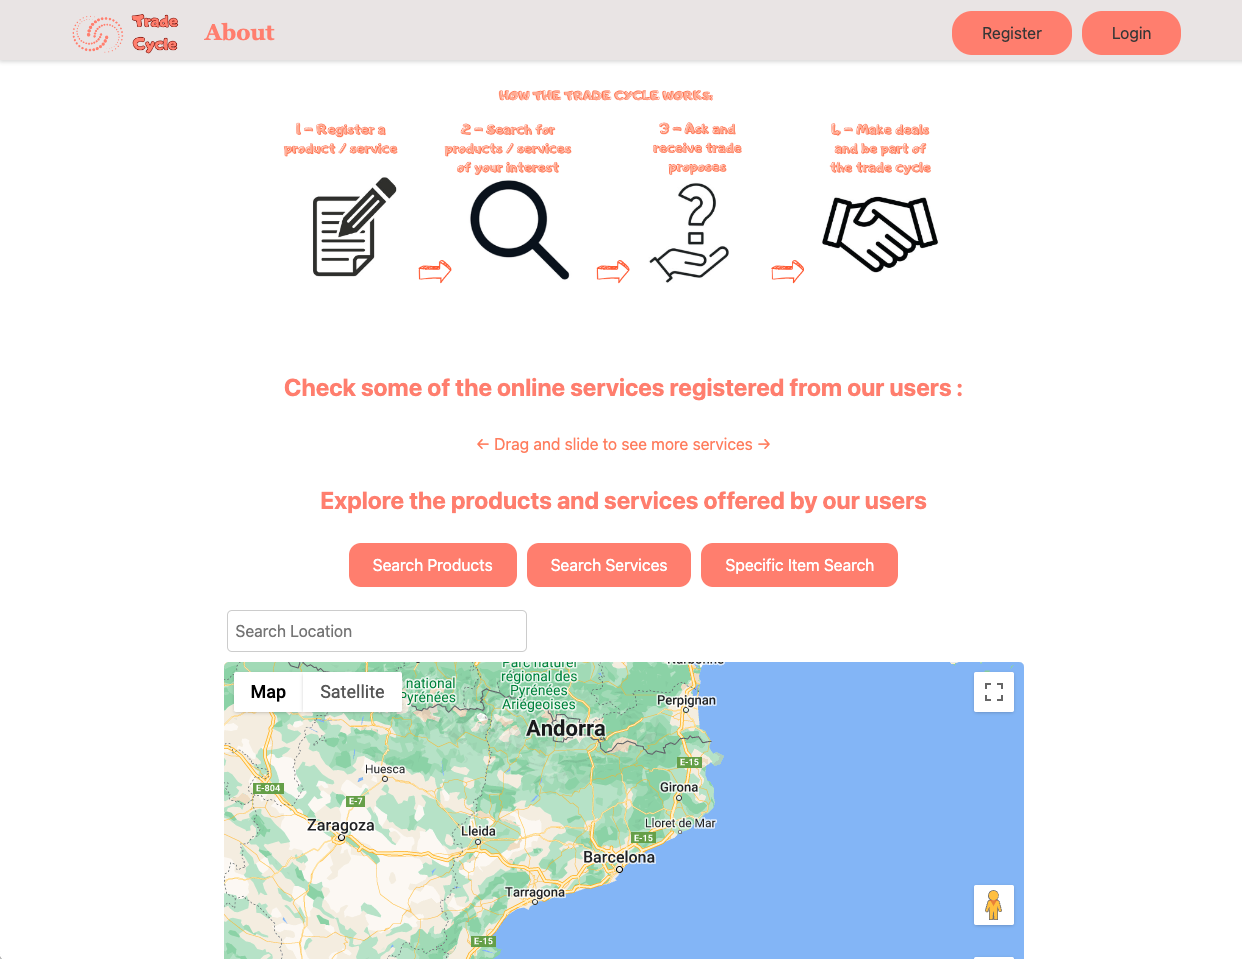 Trade
Cycle
About
Register
Login
HOW THE TRADE CYCLE WORKS:
1 - Register a
product / service
2 - Search for
products / services
of your interest
3 - Ask and
receive trade
proposes
4 - Make deals
and be part of
the trade cycle
Check some of the online services registered from our users :
← Drag and slide to see more services →
Explore the products and services offered by our users
Search Products
Search Services
Specific Item Search
Search Location
Map
Satellite
national
Pyrénées
Parc naturel
régional des
Pyrénées
Ariégeoises
Narbonne
Perpignan
Andorra
E-15
Huesca
E-804
E-7
Girona
Zaragoza
Lleida
Lloret de Mar
E-15
Barcelona
Tarragona
E-15